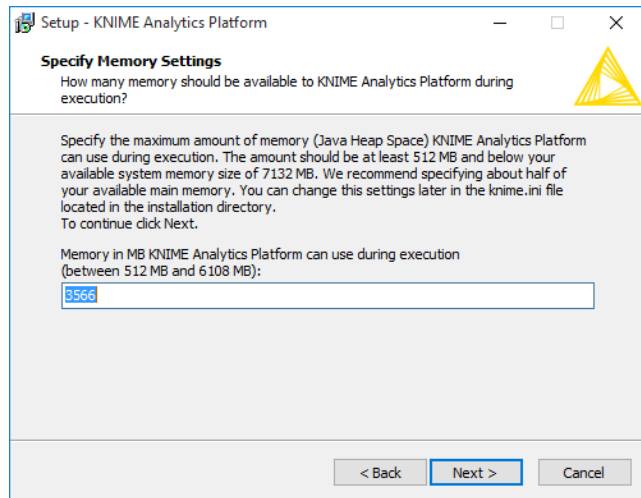 Setup - KNIME Analytics Platform
Specify Memory Settings
How many memory should be available to KNIME Analytics Platform during
execution?
Specify the maximum amount of memory (Java Heap Space) KNIME Analytics Platform
can use during execution. The amount should be at least 512 MB and below your
available system memory size of 7132 MB. We recommend specifying about half of
your available main memory. You can change this settings later in the knime.ini file
located in the installation directory.
To continue click Next.
Memory in MB KNIME Analytics Platform can use during execution
(between 512 MB and 6108 MB):
3566
< Back Next > Cancel